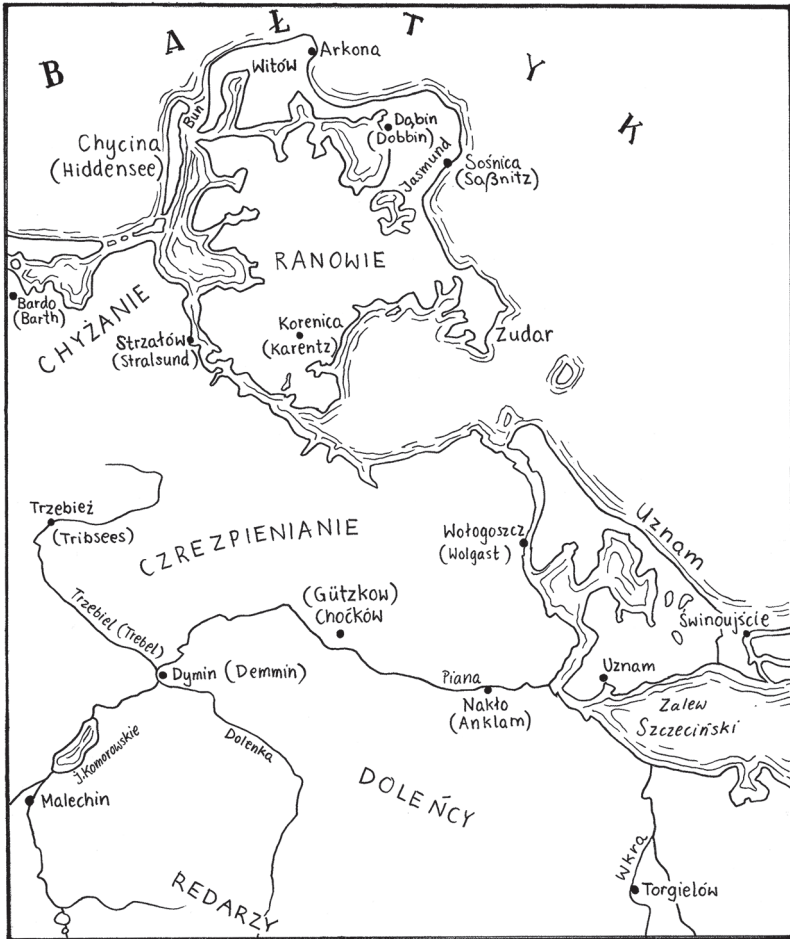 BAŁTYK
Arkona
Witów
Bun
Dąbin
(Dobbin)
Chycina
(Hiddensee)
Jasmund
Sośnica
(Saßnitz)
RANOWIE
Bardo
(Barth)
CHYŻANIE
Korenica
(Karentz)
Strzałów
(Stralsund)
Zudar
Trzebież
(Tribsees)
CZREZPIENIANIE
Wołogoszcz
(Wolgast)
Uznam
Trzebiel (Trebel)
(Gützkow)
Choćków
Świnoujście
Dymin (Demmin)
Piana
Uznam
Nakło
(Anklam)
Zalew
Szczeciński
J. Komorowskie
Dolenka
Malechin
DOLEŃCY
Wkra
REDARZY
Torgielów